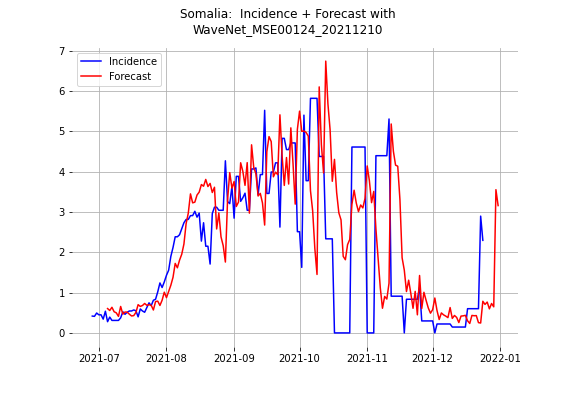 Somalia:  Incidence + Forecast with
WaveNet_MSE00124_20211210
Incidence
Forecast
7
6
5
4
3
2
1
0
2021-07 2021-08 2021-09 2021-10 2021-11 2021-12 2022-01